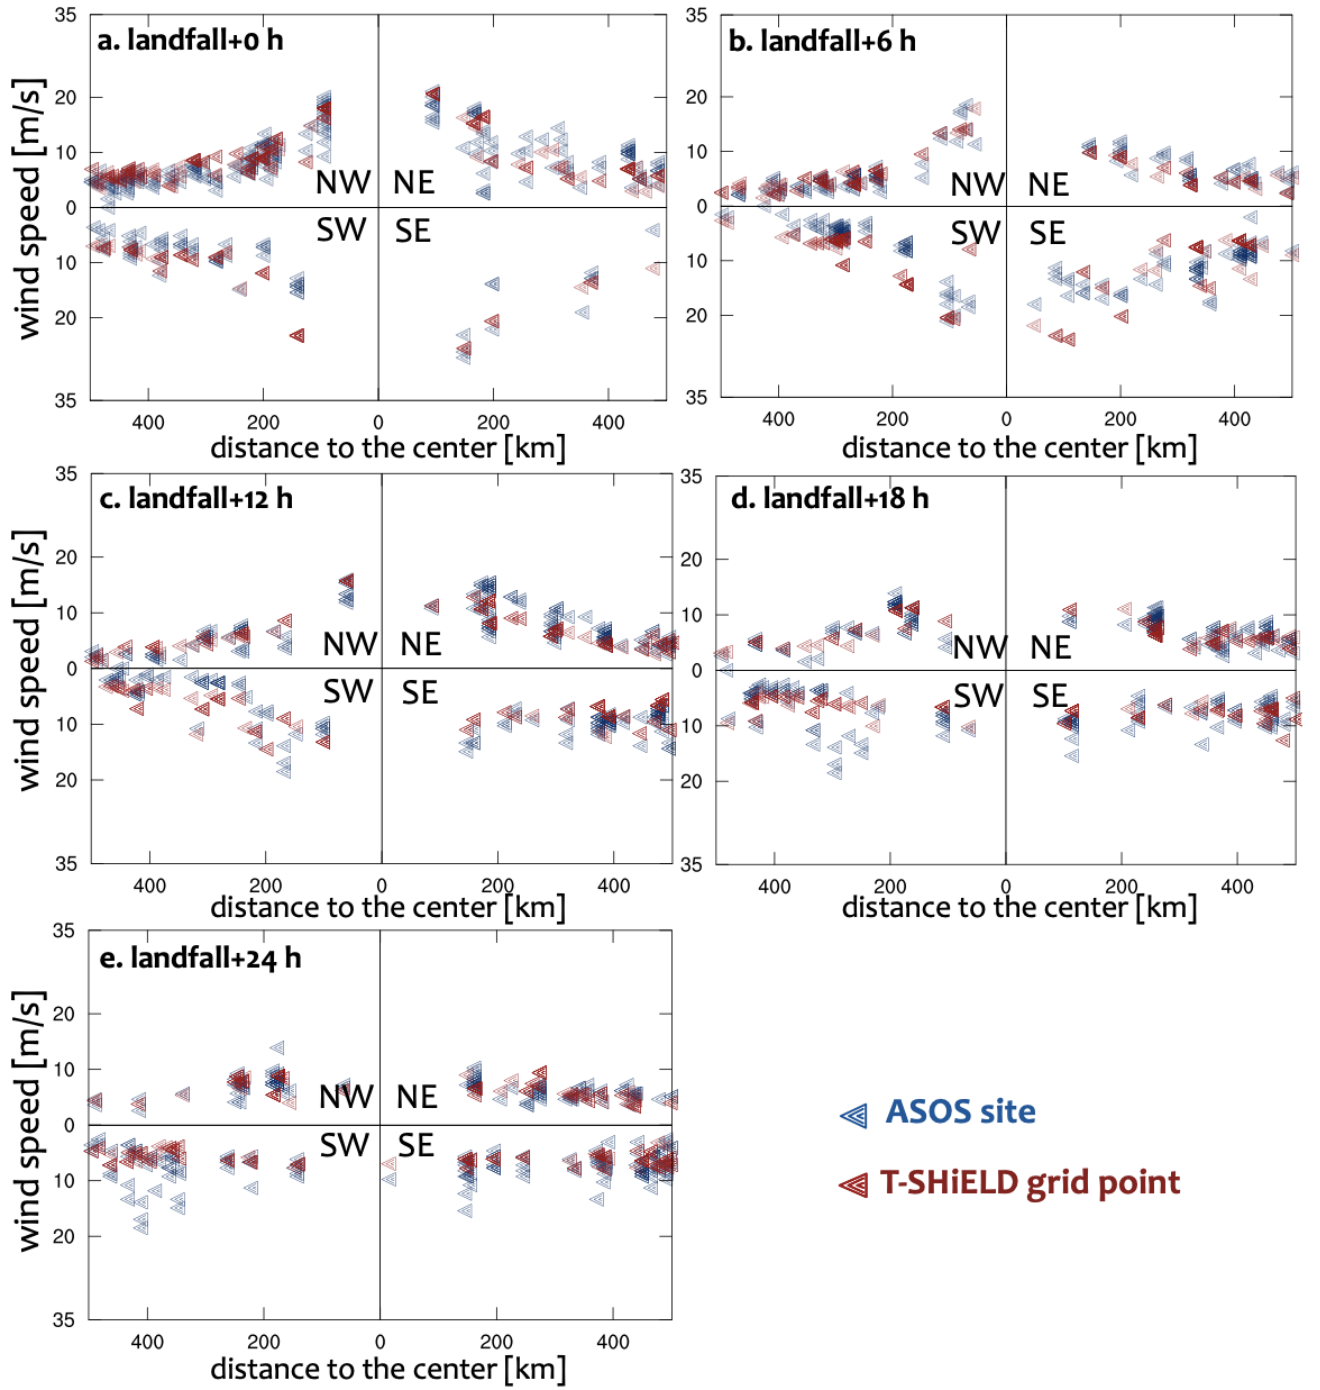 a. landfall+0 h
b. landfall+6 h
35
35
20
20
10
10
0
0
10
10
20
20
35
35
wind speed [m/s]
NW NE
SW SE
NW NE
SW SE
400 200 0 200 400
400 200 0 200 400
distance to the center [km]
distance to the center [km]
c. landfall+12 h
d. landfall+18 h
35
35
20
20
10
10
0
0
10
10
20
20
35
35
wind speed [m/s]
NW NE
SW SE
NW NE
SW SE
400 200 0 200 400
400 200 0 200 400
distance to the center [km]
distance to the center [km]
e. landfall+24 h
35
20
10
0
10
20
35
wind speed [m/s]
NW NE
SW SE
400 200 0 200 400
distance to the center [km]
ASOS site
T-SHiELD grid point